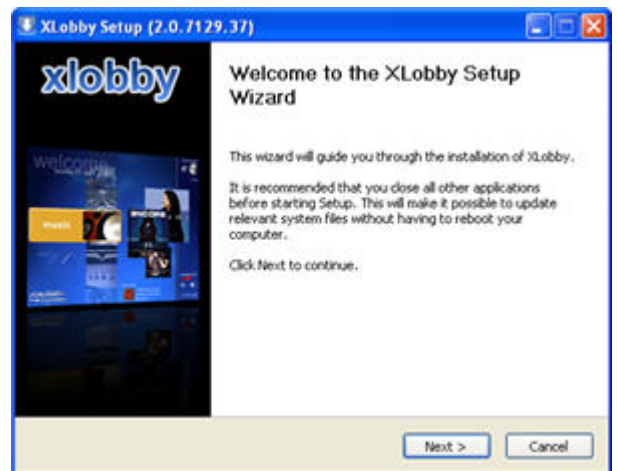 XLobby Setup (2.0.7129.37)
xlobby
Welcome to the XLobby Setup
Wizard
welcome
music
This wizard will guide you through the installation of XLobby.
It is recommended that you close all other applications
before starting Setup. This will make it possible to update
relevant system files without having to reboot your
computer.
Click Next to continue.
Next >
Cancel